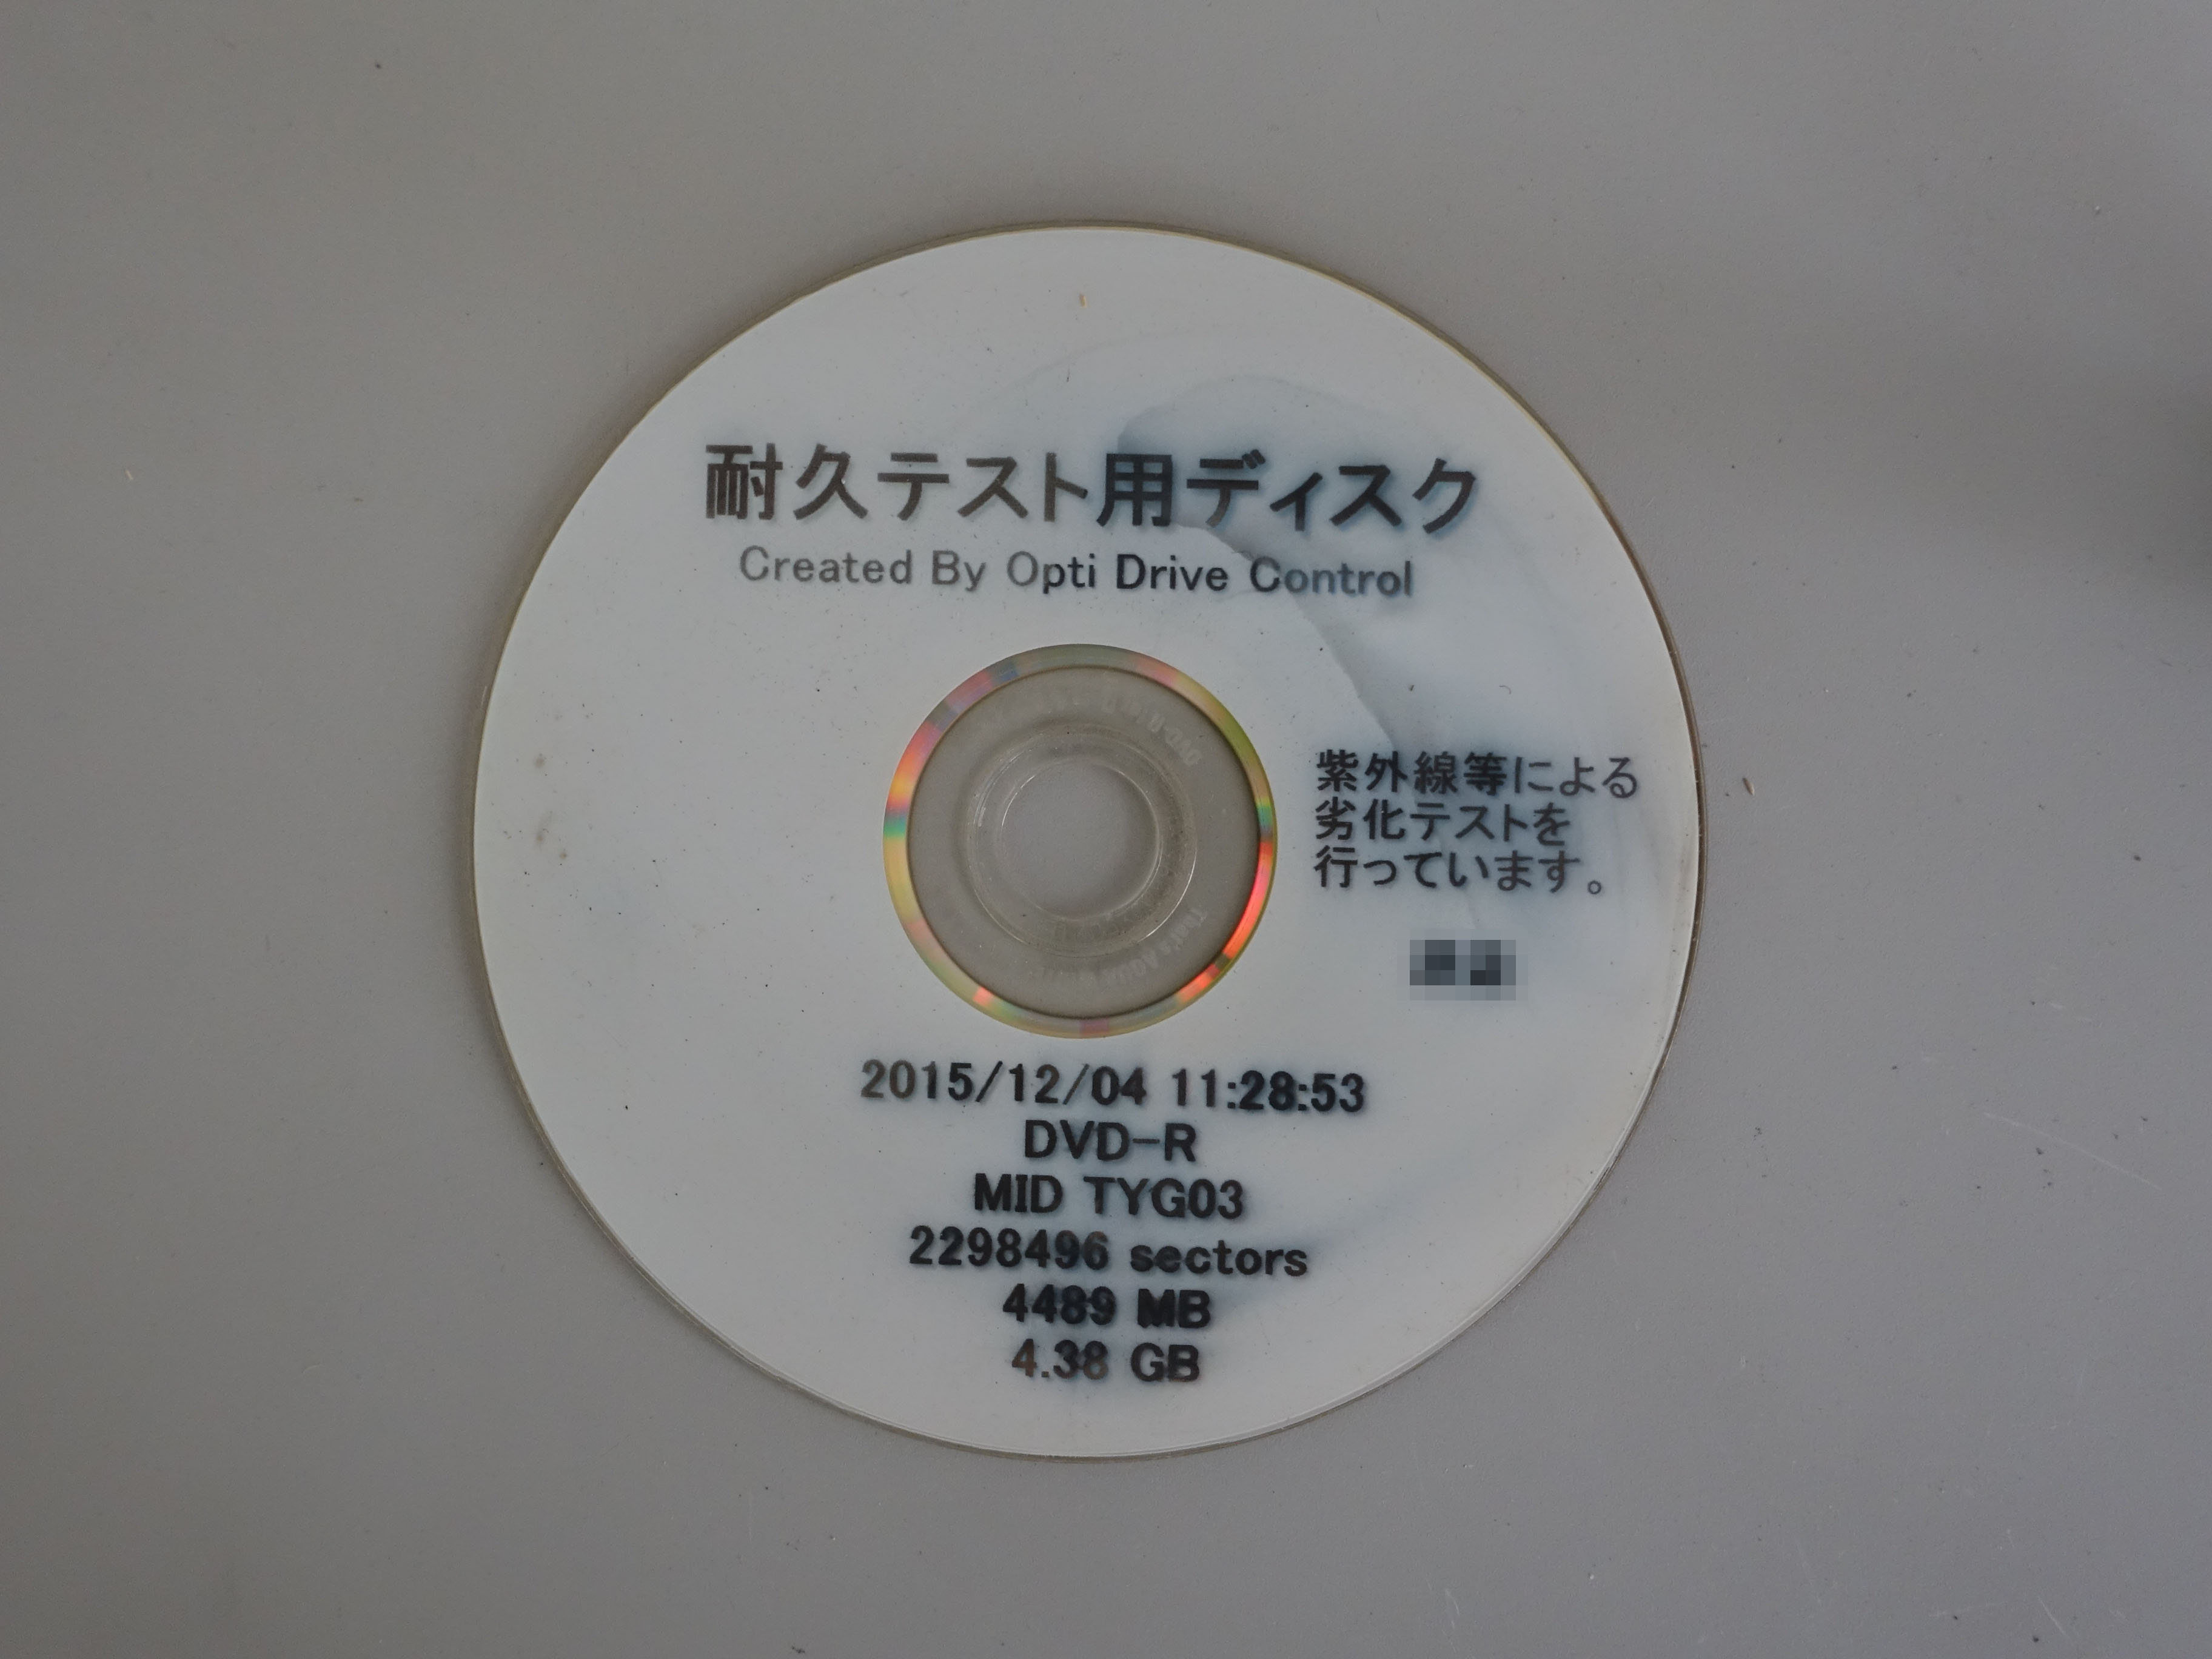 耐久テスト用ディスク
Created By Opti Drive Control
紫外線等による
劣化テストを
行っています。
2015/12/04 11:28:53
DVD-R
MID TYG03
2298496 sectors
4489 MB
4.38 GB